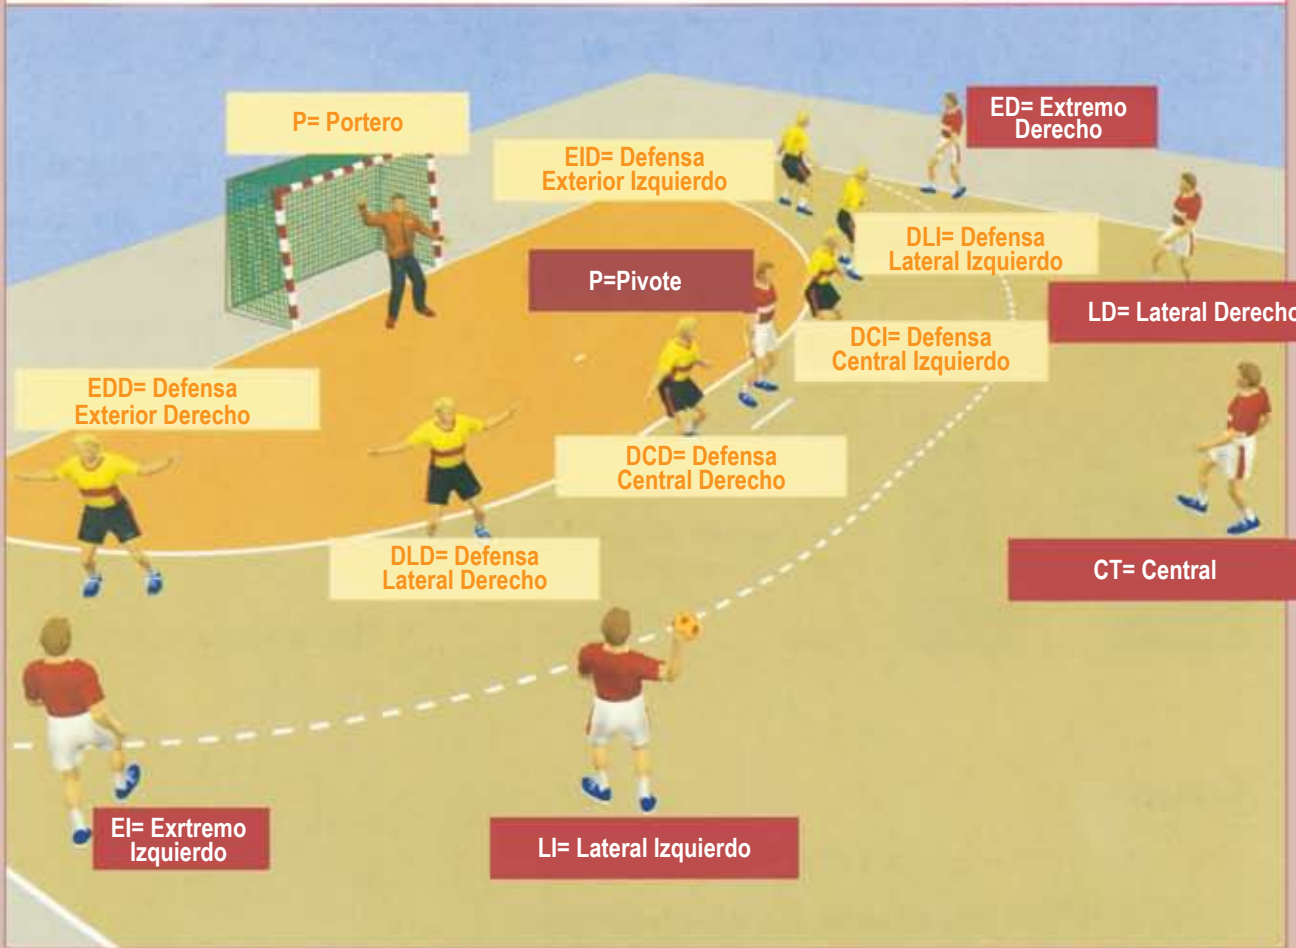 P= Portero
ED= Extremo
Derecho
EID= Defensa
Exterior Izquierdo
DLI= Defensa
Lateral Izquierdo
P=Pivote
LD= Lateral Derecho
DCI= Defensa
Central Izquierdo
EDD= Defensa
Exterior Derecho
DCD= Defensa
Central Derecho
DLD= Defensa
Lateral Derecho
CT= Central
EI= Exrtremo
Izquierdo
LI= Lateral Izquierdo